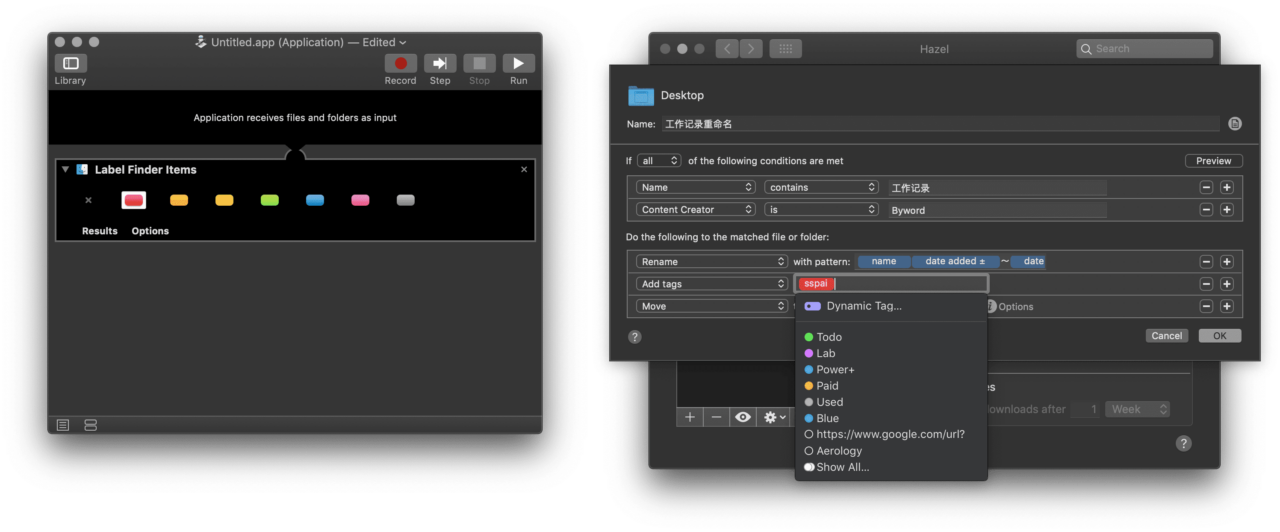 Untitled.app (Application) — Edited
Library
Record Step Stop Run
Application receives files and folders as input
Label Finder Items
Results Options
Hazel
Search
Desktop
Name: 工作记录重命名
If all of the following conditions are met
Preview
Name contains 工作记录
Content Creator is Byword
Do the following to the matched file or folder:
Rename with pattern: name date added ± ~ date
Add tags sspai
Move Options
Dynamic Tag...
Cancel OK
Todo
Lab
Power+
Paid
Used
Blue
https://www.google.com/url?
Aerology
Show All...
ownloads after 1 Week